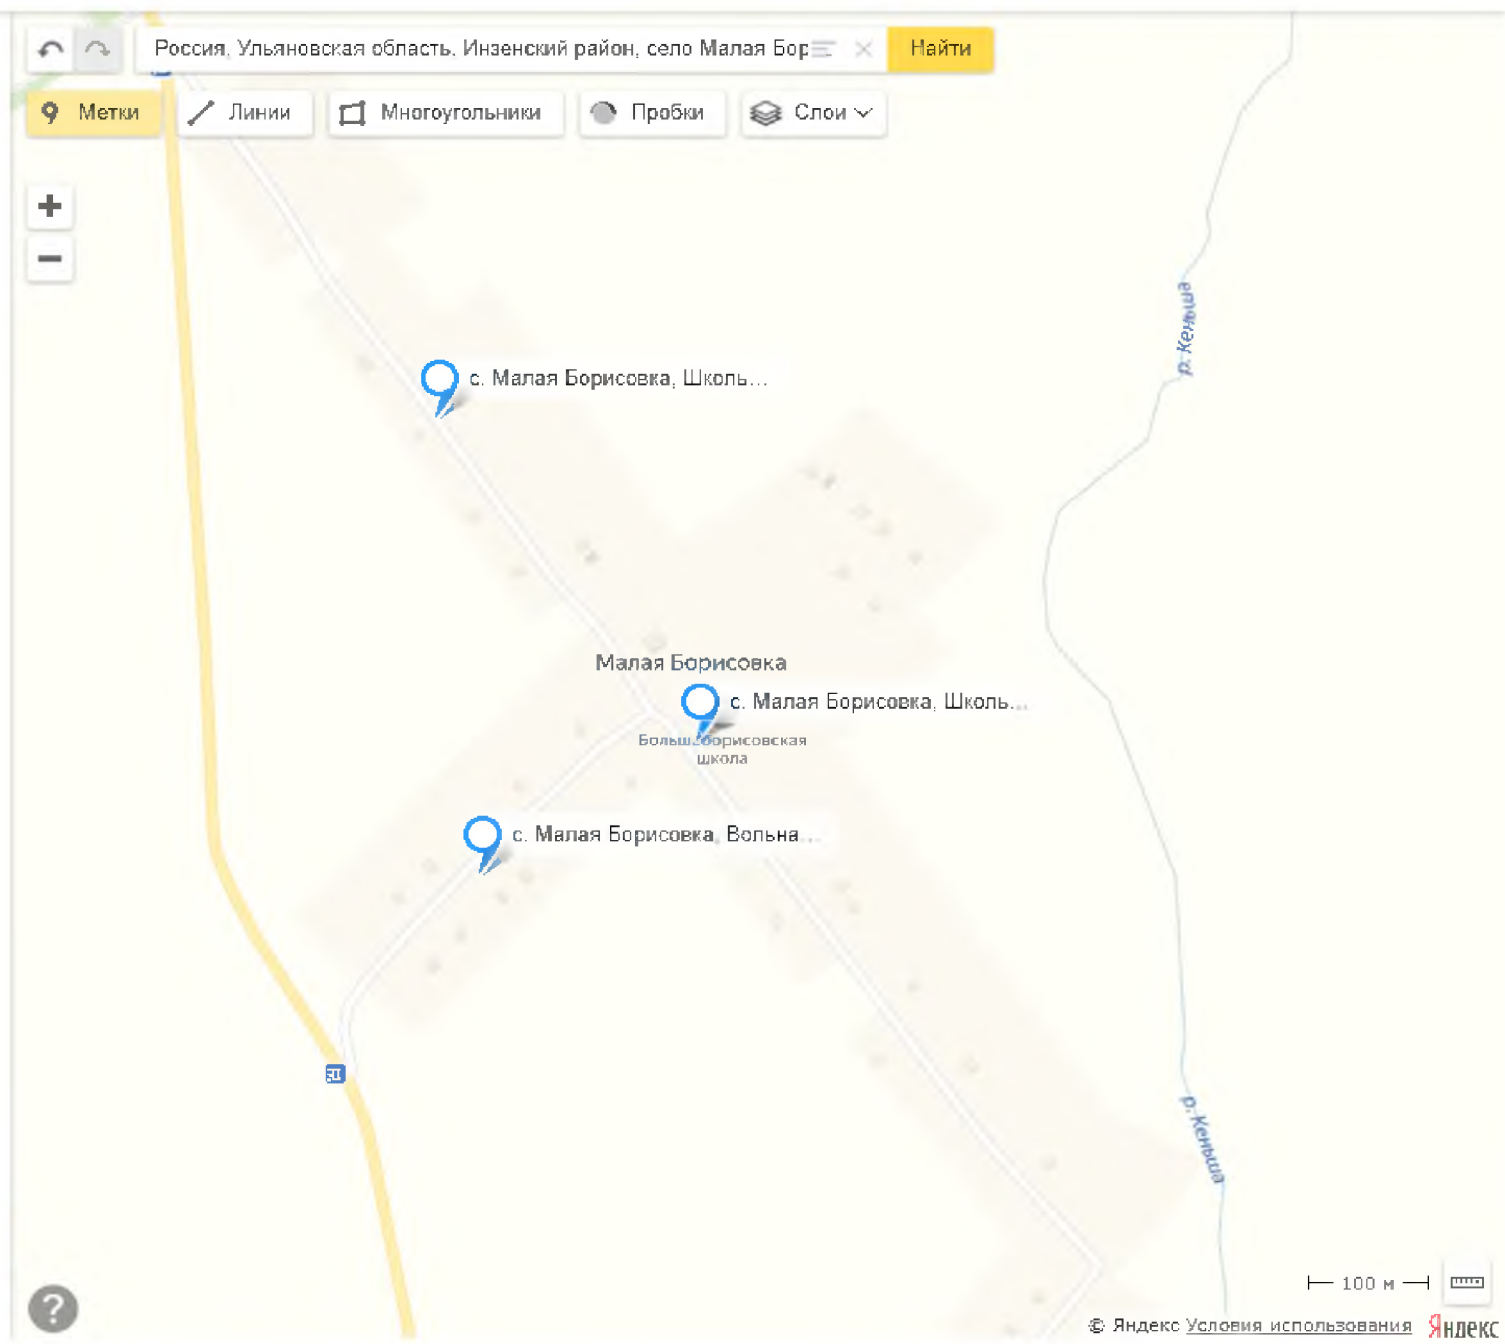 Россия, Ульяновская область, Инзенский район, село Малая Бор
Найти
Метки
Линии
Многоугольники
Пробки
Слои
р. Кеньша
с. Малая Борисовка, Школь...
Малая Борисовка
с. Малая Борисовка, Школь...
Большеборисовская
школа
с. Малая Борисовка, Вольна...
р. Кеньша
100 м
© Яндекс Условия использования Яндекс